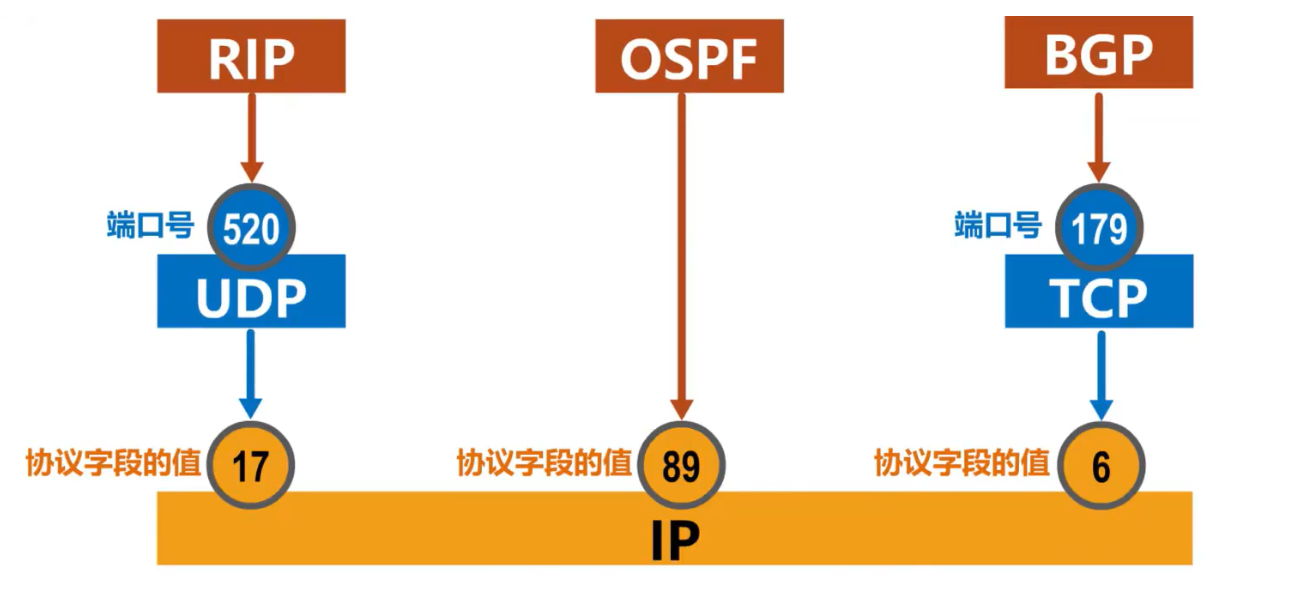 RIP
OSPF
BGP
端口号
520
端口号
179
UDP
TCP
协议字段的值
17
协议字段的值
89
协议字段的值
6
IP